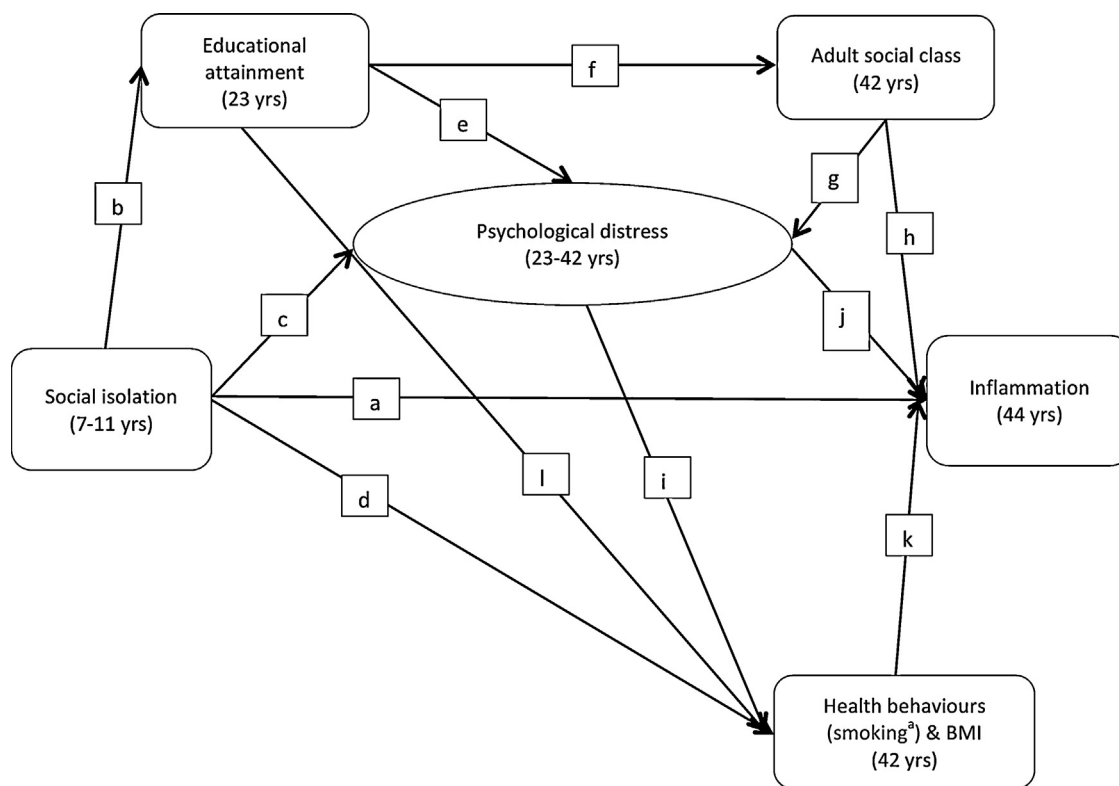 Educational
attainment
(23 yrs)
f
Adult social class
(42 yrs)
e
b
g
Psychological distress
(23-42 yrs)
h
c
j
Social isolation
(7-11 yrs)
a
Inflammation
(44 yrs)
d
l
i
k
Health behaviours
(smokingᵃ) & BMI
(42 yrs)